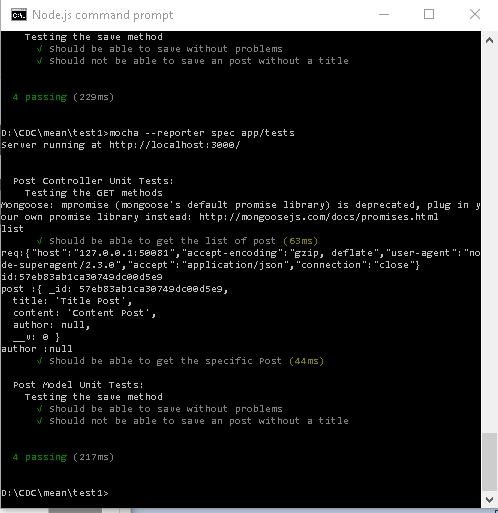 Node.js command prompt
Testing the save method
√ Should be able to save without problems
√ Should not be able to save an post without a title
4 passing (229ms)
D:\CDC\mean\test1>mocha --reporter spec app/tests
Server running at http://localhost:3000/
Post Controller Unit Tests:
Testing the GET methods
Mongoose: mpromise (mongoose's default promise library) is deprecated, plug in y
our own promise library instead: http://mongoosejs.com/docs/promises.html
list
√ Should be able to get the list of post (63ms)
req:{"host":"127.0.0.1:50081","accept-encoding":"gzip, deflate","user-agent":"no
de-superagent/2.3.0","accept":"application/json","connection":"close"}
id:57eb83ab1ca30749dc00d5e9
post :{ _id: 57eb83ab1ca30749dc00d5e9,
title: 'Title Post',
content: 'Content Post',
author: null,
__v: 0 }
author :null
√ Should be able to get the specific Post (44ms)
Post Model Unit Tests:
Testing the save method
√ Should be able to save without problems
√ Should not be able to save an post without a title
4 passing (217ms)
D:\CDC\mean\test1>